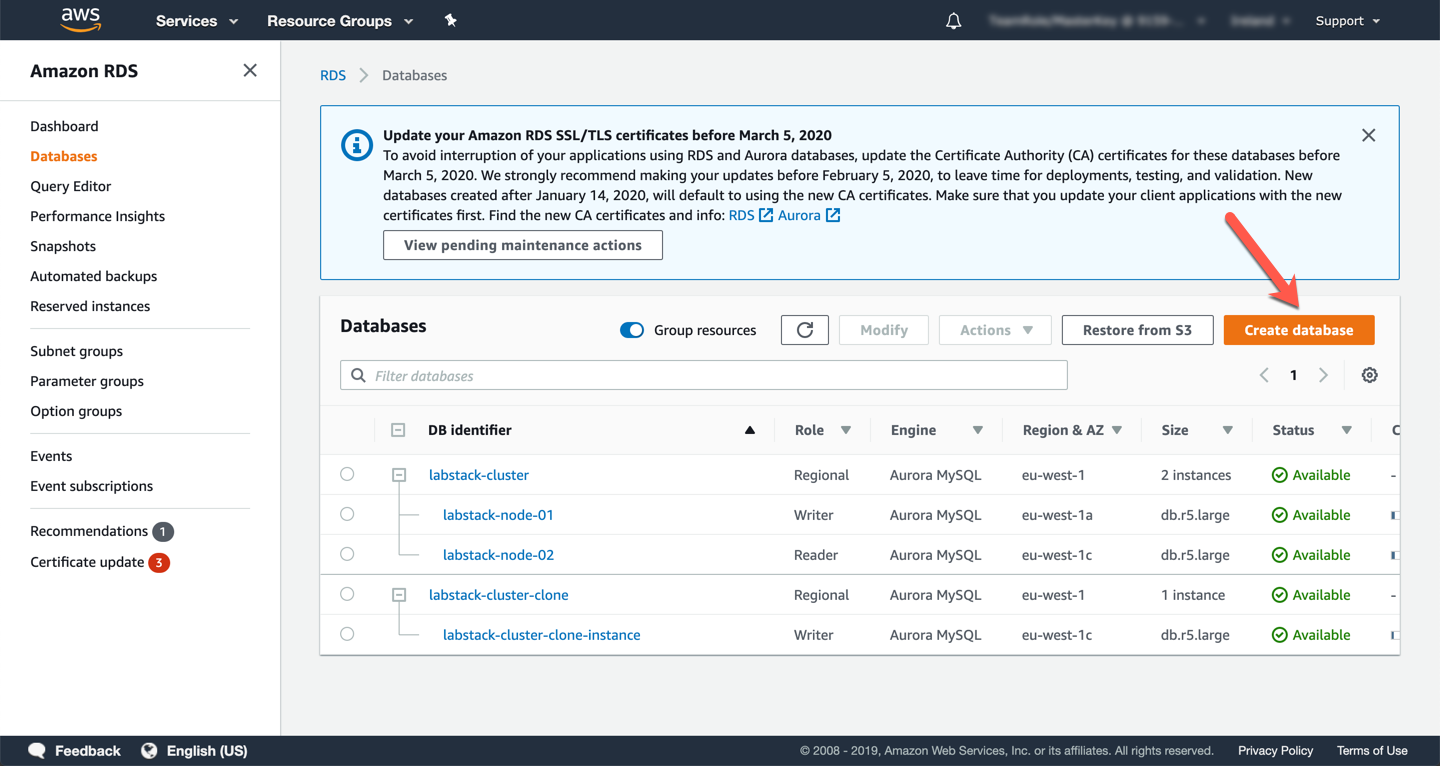 aws Services Resource Groups Support
Amazon RDS
Dashboard
Databases
Query Editor
Performance Insights
Snapshots
Automated backups
Reserved instances
Subnet groups
Parameter groups
Option groups
Events
Event subscriptions
Recommendations 1
Certificate update 3
RDS Databases
Update your Amazon RDS SSL/TLS certificates before March 5, 2020
To avoid interruption of your applications using RDS and Aurora databases, update the Certificate Authority (CA) certificates for these databases before
March 5, 2020. We strongly recommend making your updates before February 5, 2020, to leave time for deployments, testing, and validation. New
databases created after January 14, 2020, will default to using the new CA certificates. Make sure that you update your client applications with the new
certificates first. Find the new CA certificates and info: RDS Aurora
View pending maintenance actions
Databases Group resources Modify Actions Restore from S3 Create database
Filter databases 1
DB identifier Role Engine Region & AZ Size Status C
labstack-cluster Regional Aurora MySQL eu-west-1 2 instances Available -
labstack-node-01 Writer Aurora MySQL eu-west-1a db.r5.large Available
labstack-node-02 Reader Aurora MySQL eu-west-1c db.r5.large Available
labstack-cluster-clone Regional Aurora MySQL eu-west-1 1 instance Available -
labstack-cluster-clone-instance Writer Aurora MySQL eu-west-1c db.r5.large Available
Feedback English (US) © 2008 - 2019, Amazon Web Services, Inc. or its affiliates. All rights reserved. Privacy Policy Terms of Use